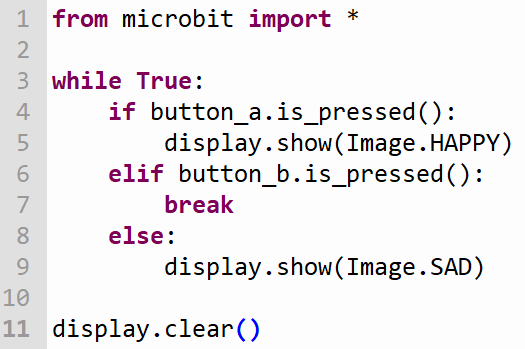 1 from microbit import *
2
3 while True:
4     if button_a.is_pressed():
5         display.show(Image.HAPPY)
6     elif button_b.is_pressed():
7         break
8     else:
9         display.show(Image.SAD)
10
11 display.clear()